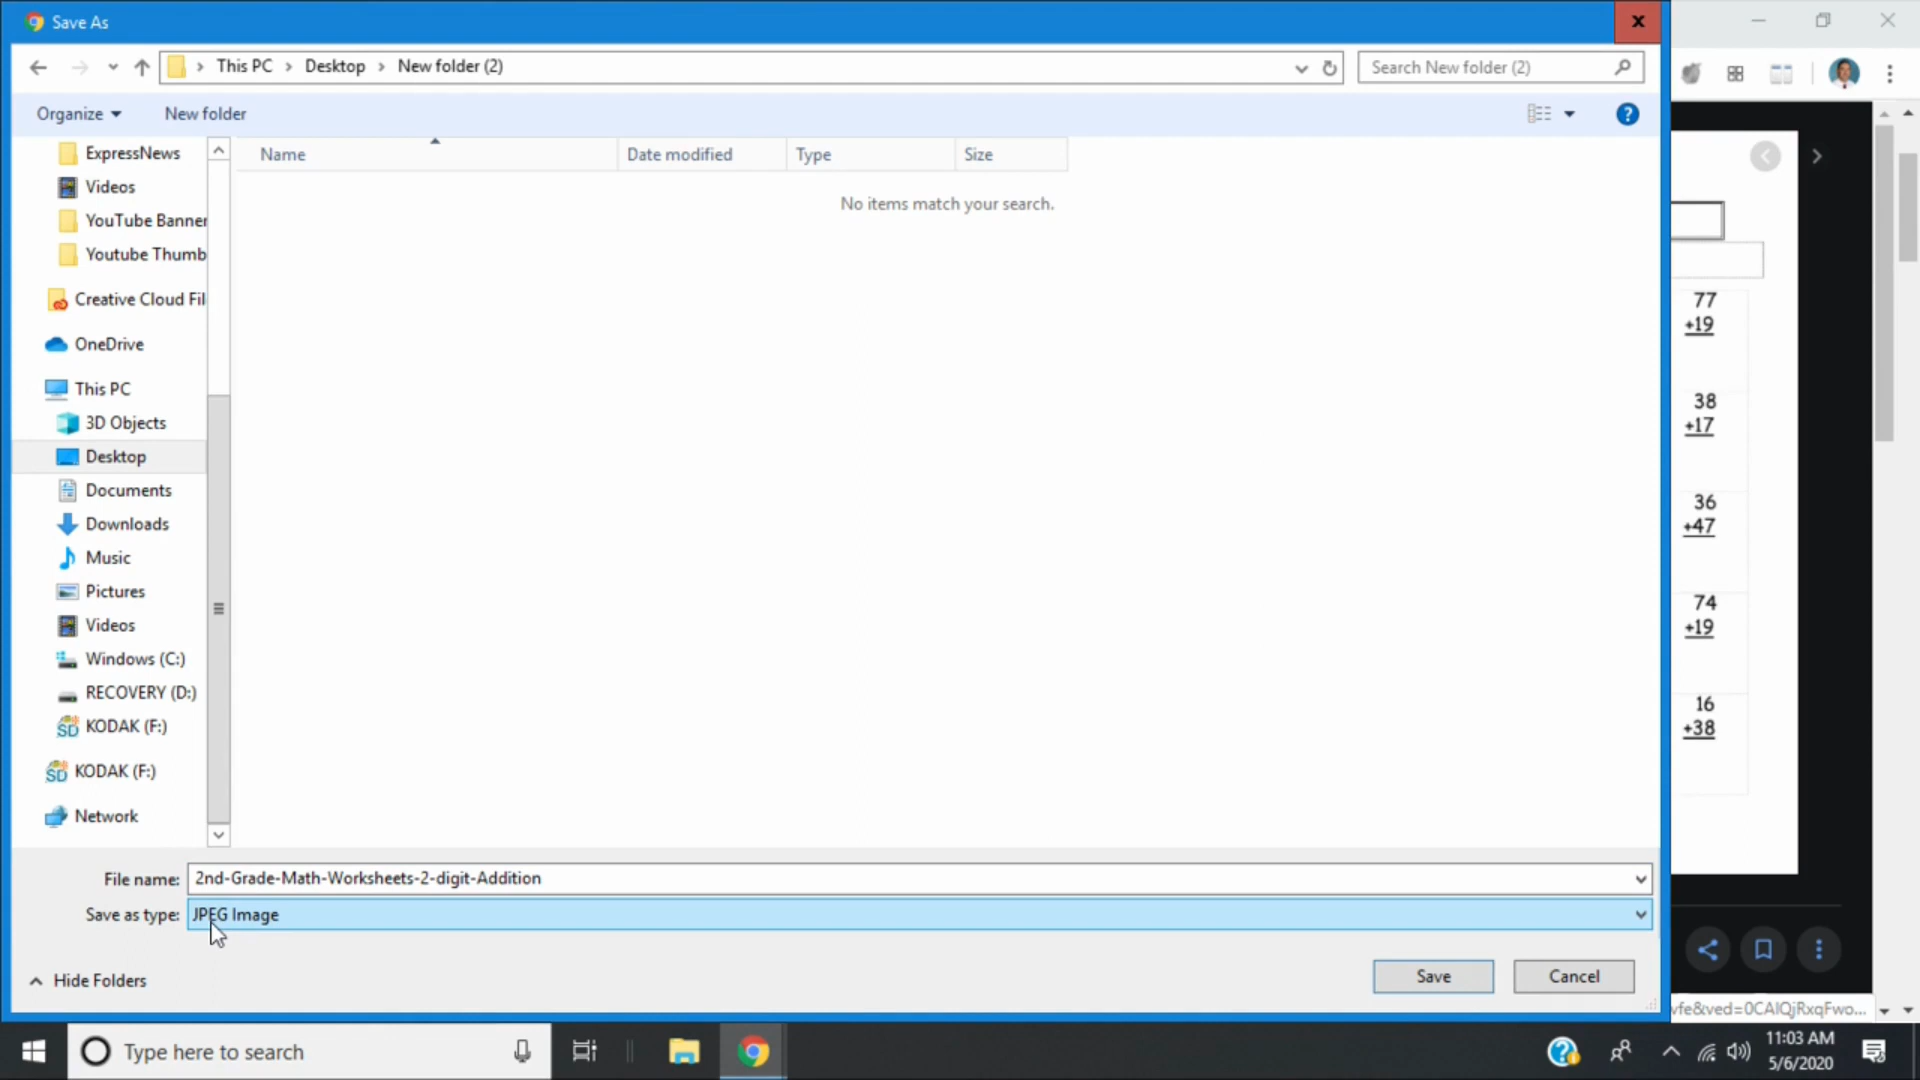 Save As
This PC > Desktop > New folder (2)
Search New folder (2)
Organize
New folder
?
ExpressNews
Videos
YouTube Banner
Youtube Thumb
Creative Cloud Fil
OneDrive
This PC
3D Objects
Desktop
Documents
Downloads
Music
Pictures
Videos
Windows (C:)
RECOVERY (D:)
KODAK (F:)
KODAK (F:)
Network
Name
Date modified
Type
Size
No items match your search.
77
+19
38
+17
36
+47
74
+19
16
+38
File name: 2nd-Grade-Math-Worksheets-2-digit-Addition
Save as type: JPEG Image
Hide Folders
Save
Cancel
vfe&ved=0CAIQjRxqFwo...
Type here to search
11:03 AM
5/6/2020